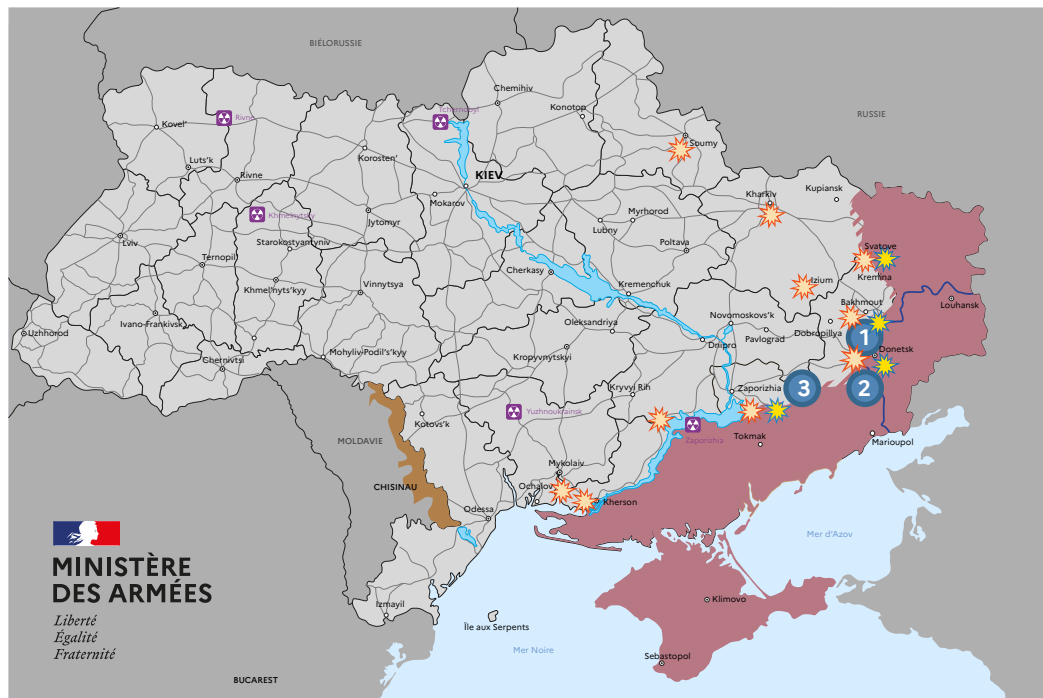 BIÉLORUSSIE
RUSSIE
Chernihiv
Konotop
Tchernobyl
Rivne
Kovel'
Soumy
Korosten'
Luts'k
Rivne
KIEV
Kharkiv
Kupiansk
Mokarov
Khmelnytsky
Jytomyr
Myrhorod
Lubny
Lviv
Starokostyantyniv
Poltava
Svatove
Ternopil
Cherkasy
Kremina
Khmel'nyts'kyy
Vinnytsya
Kremenchuk
Izium
Louhansk
Bakhmout
Novomoskovs'k
Ivano-Frankivsk
Oleksandriya
Dobropillya
Pavlograd
1
Uzhhorod
Dnipro
Donetsk
Mohyliv-Podil's'kyy
Kropyvnytskyi
Chernivtsi
Kryvyi Rih
Zaporizhia
3
2
Yuzhnoukrainsk
Kotovs'k
Zaporizhia
Tokmak
Marioupol
MOLDAVIE
Mykolaiv
CHISINAU
Ochakov
Kherson
Odessa
Mer d'Azov
MINISTÈRE
DES ARMÉES
Liberté
Égalité
Fraternité
Izmayil
Klimovo
Île aux Serpents
Mer Noire
Sebastopol
BUCAREST